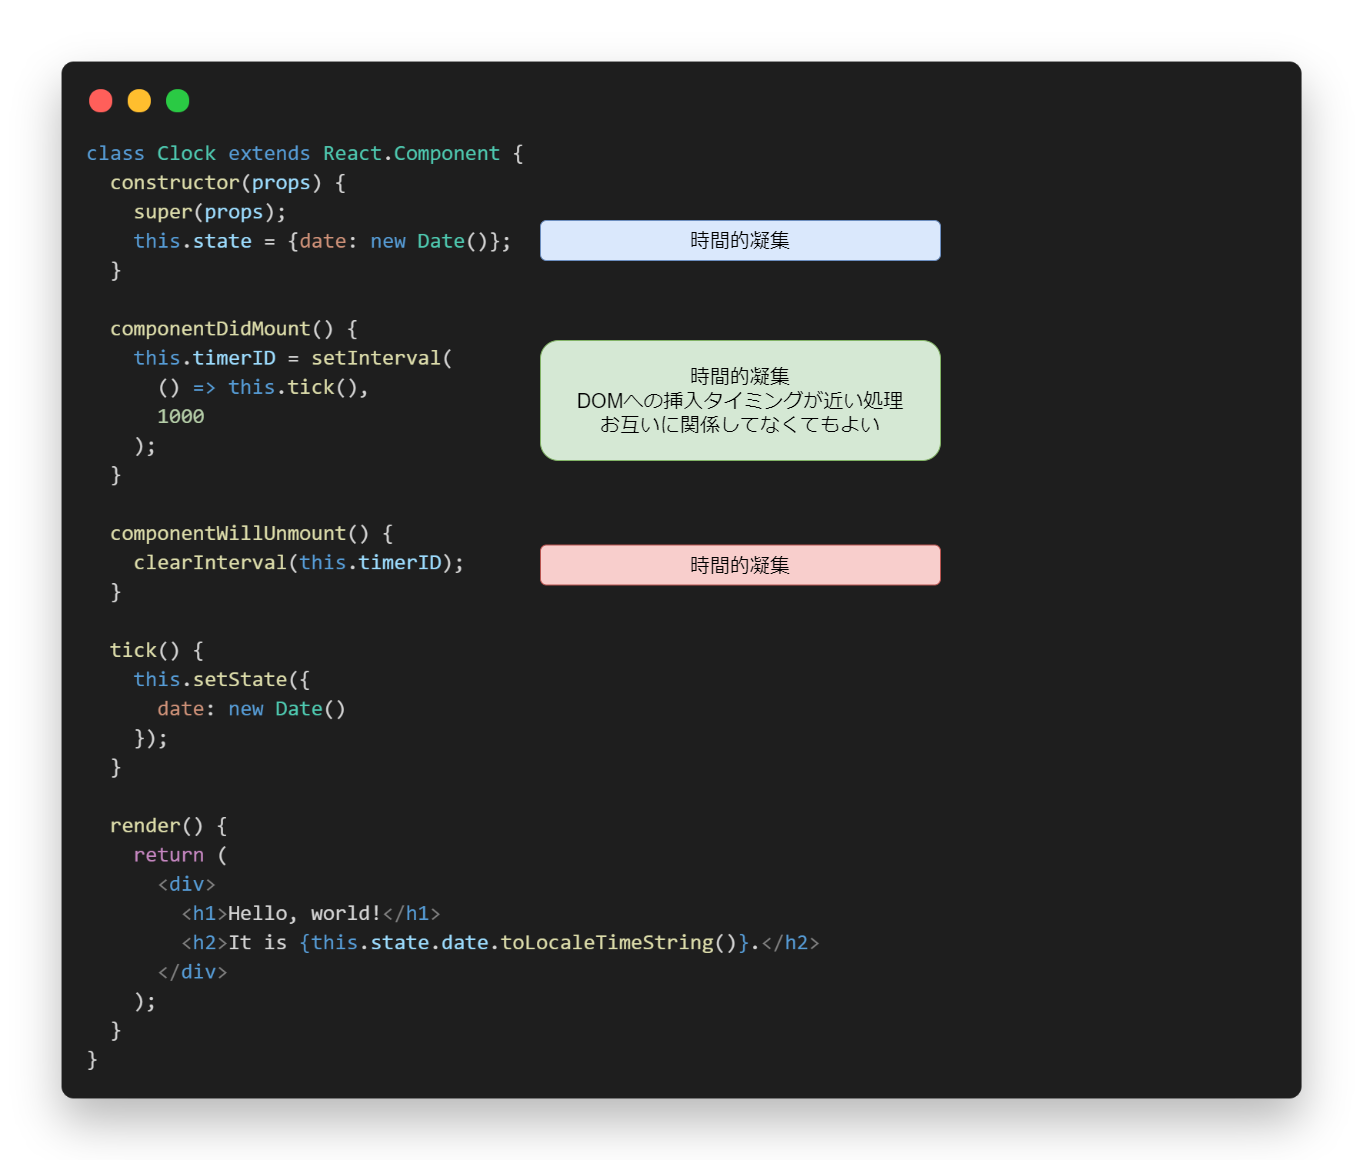 class Clock extends React.Component {
  constructor(props) {
    super(props);
    this.state = {date: new Date()};
時間的凝集
  }
  componentDidMount() {
    this.timerID = setInterval(
      () => this.tick(),
      1000
    );
  }
時間的凝集
DOMへの挿入タイミングが近い処理
お互いに関係してなくてもよい
  componentWillUnmount() {
    clearInterval(this.timerID);
時間的凝集
  }
  tick() {
    this.setState({
      date: new Date()
    });
  }
  render() {
    return (
      <div>
        <h1>Hello, world!</h1>
        <h2>It is {this.state.date.toLocaleTimeString()}.</h2>
      </div>
    );
  }
}